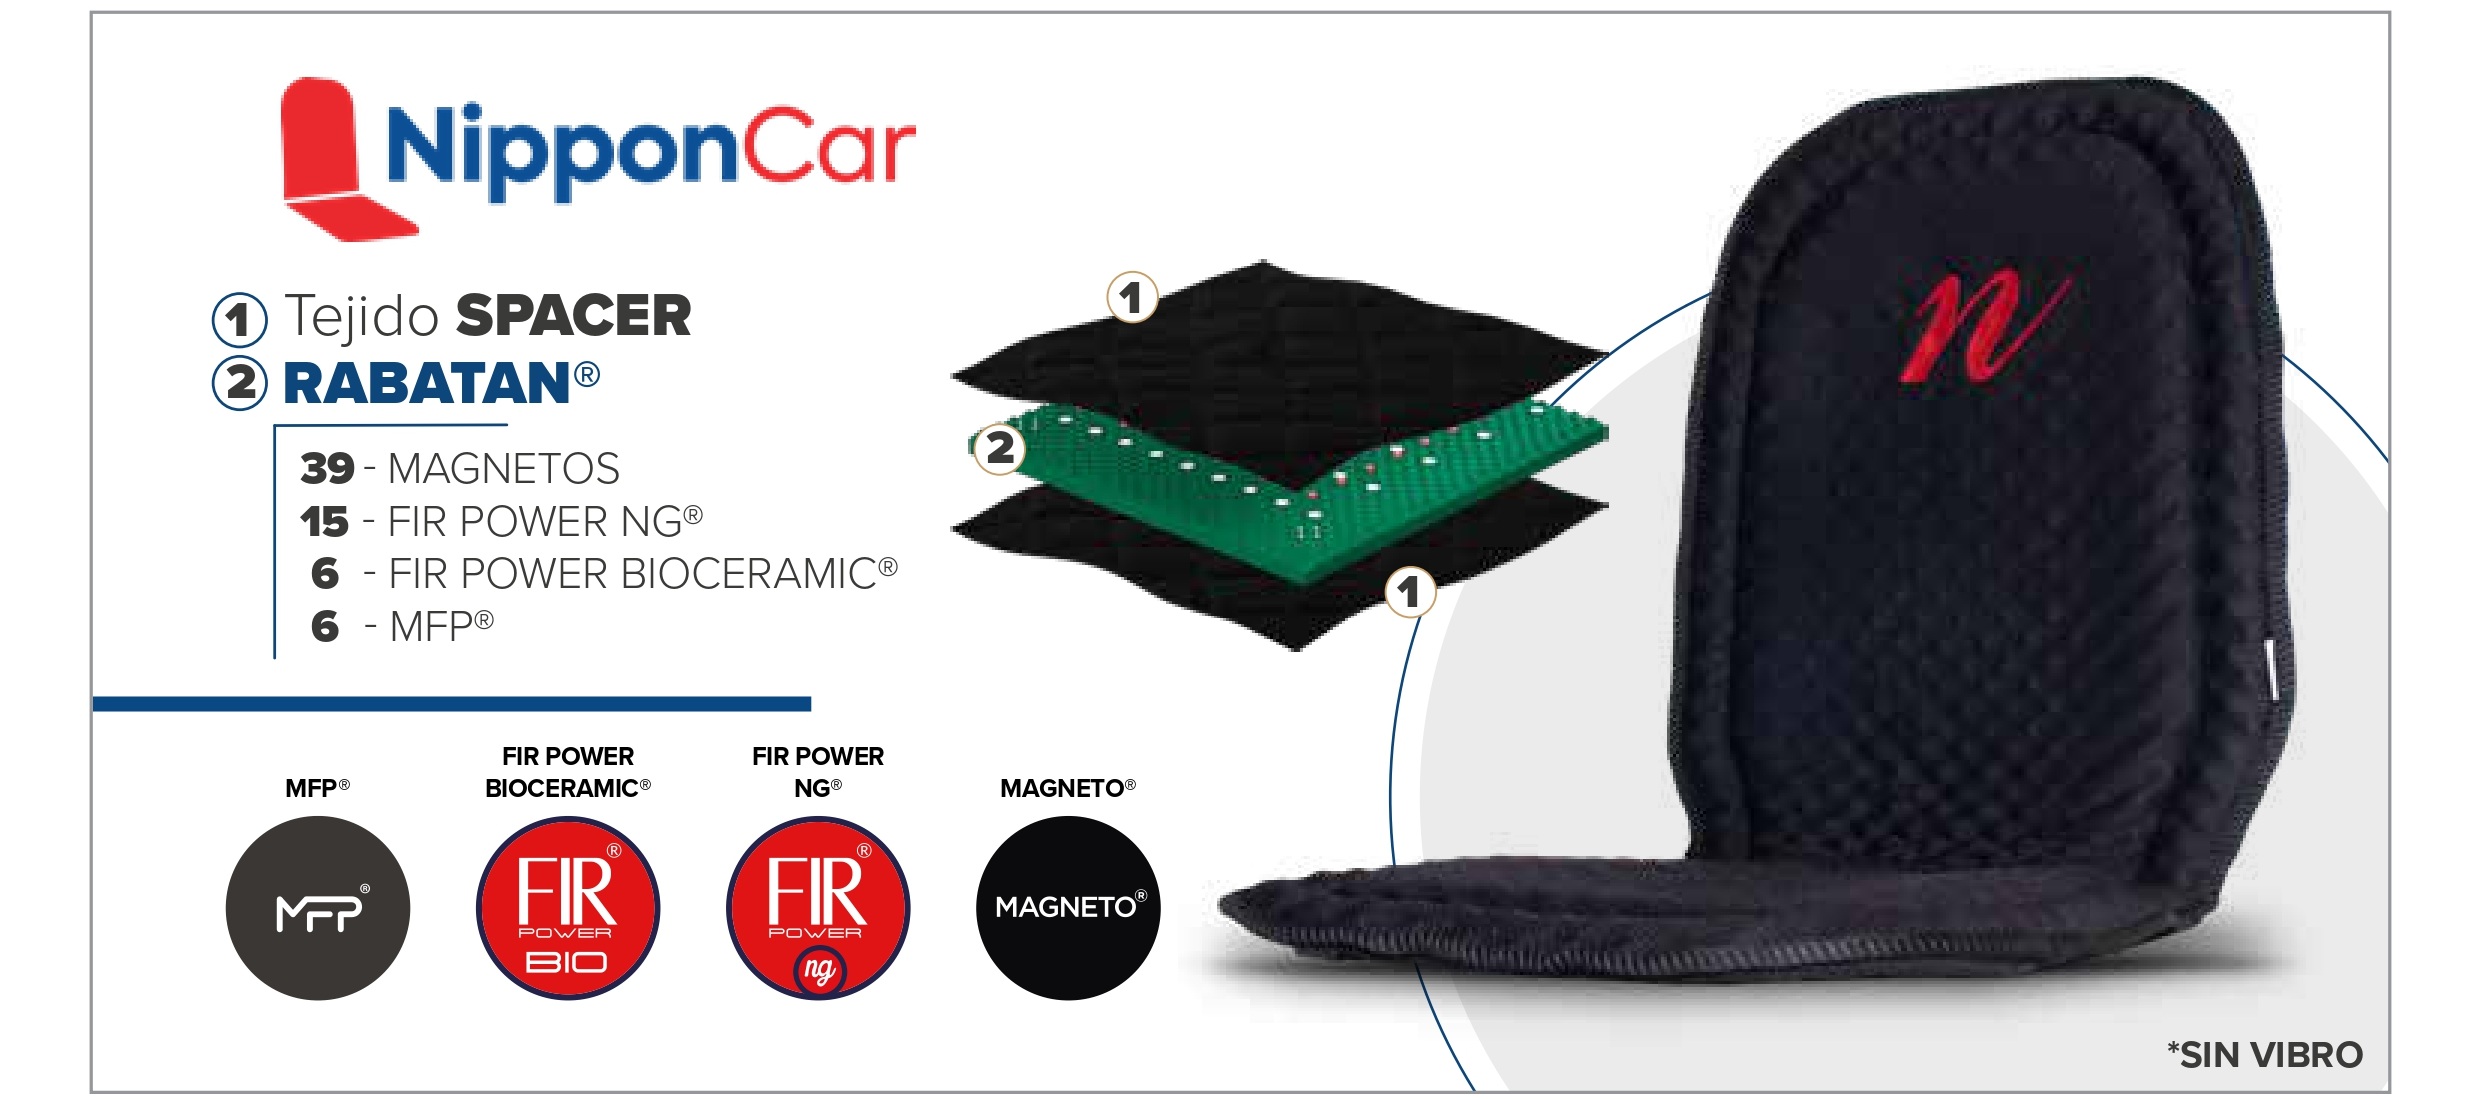 NipponCar
1 Tejido SPACER
2 RABATAN®
39 - MAGNETOS
15 - FIR POWER NG®
6 - FIR POWER BIOCERAMIC®
6 - MFP®
1
2
1
n
MFP®
FIR POWER
BIOCERAMIC®
FIR POWER
NG®
MAGNETO®
MFP®
FIR®
POWER
BIO
FIR®
POWER
ng
MAGNETO®
*SIN VIBRO